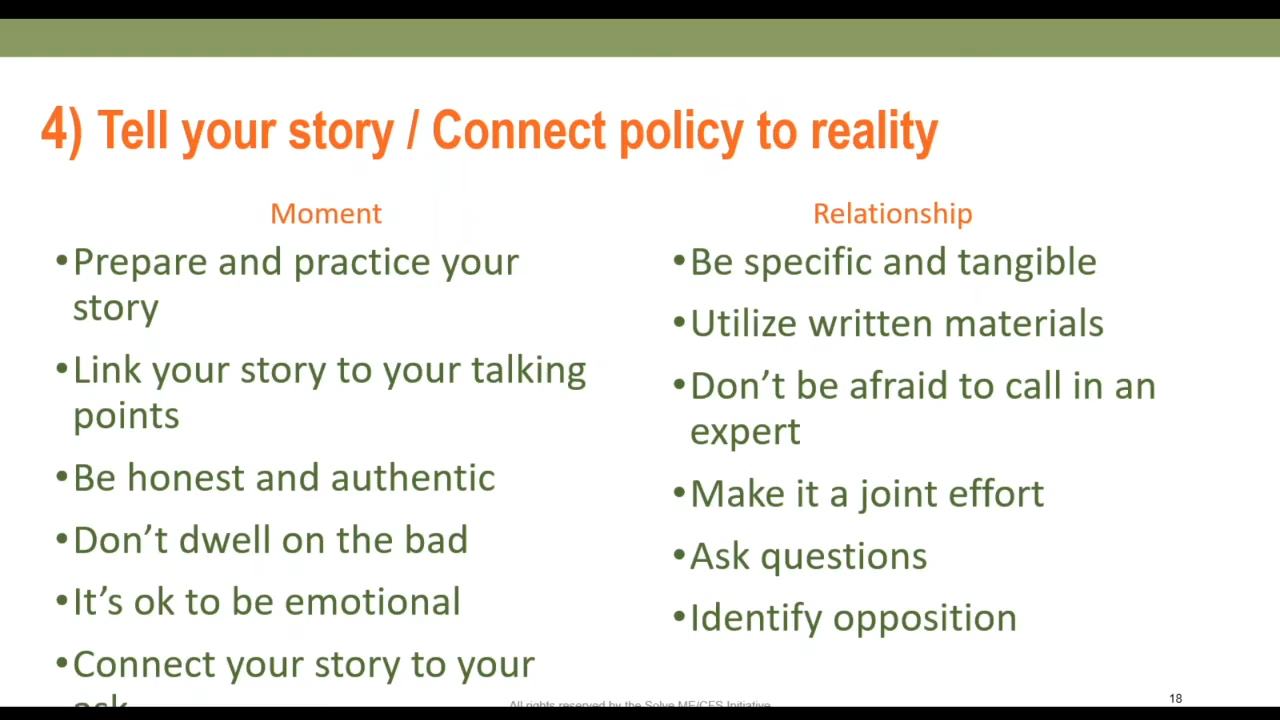 4) Tell your story / Connect policy to reality
Moment
•Prepare and practice your
story
•Link your story to your talking
points
•Be honest and authentic
•Don’t dwell on the bad
•It’s ok to be emotional
•Connect your story to your
ask
Relationship
•Be specific and tangible
•Utilize written materials
•Don’t be afraid to call in an
expert
•Make it a joint effort
•Ask questions
•Identify opposition
All rights reserved by the Solve ME/CFS Initiative
18